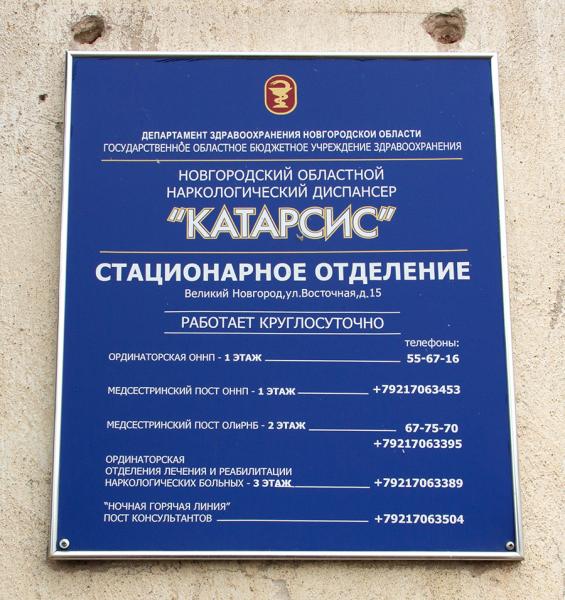 ДЕПАРТАМЕНТ ЗДРАВООХРАНЕНИЯ НОВГОРОДСКОЙ ОБЛАСТИ
ГОСУДАРСТВЕННОЕ ОБЛАСТНОЕ БЮДЖЕТНОЕ УЧРЕЖДЕНИЕ ЗДРАВООХРАНЕНИЯ
НОВГОРОДСКИЙ ОБЛАСТНОЙ
НАРКОЛОГИЧЕСКИЙ ДИСПАНСЕР
"КАТАРСИС"
СТАЦИОНАРНОЕ ОТДЕЛЕНИЕ
Великий Новгород,ул.Восточная,д.15
РАБОТАЕТ КРУГЛОСУТОЧНО
телефоны:
ОРДИНАТОРСКАЯ ОННП - 1 ЭТАЖ 55-67-16
МЕДСЕСТРИНСКИЙ ПОСТ ОННП - 1 ЭТАЖ +79217063453
МЕДСЕСТРИНСКИЙ ПОСТ ОЛиРНБ - 2 ЭТАЖ 67-75-70
+79217063395
ОРДИНАТОРСКАЯ
ОТДЕЛЕНИЯ ЛЕЧЕНИЯ И РЕАБИЛИТАЦИИ
НАРКОЛОГИЧЕСКИХ БОЛЬНЫХ - 3 ЭТАЖ +79217063389
"НОЧНАЯ ГОРЯЧАЯ ЛИНИЯ"
ПОСТ КОНСУЛЬТАНТОВ +79217063504